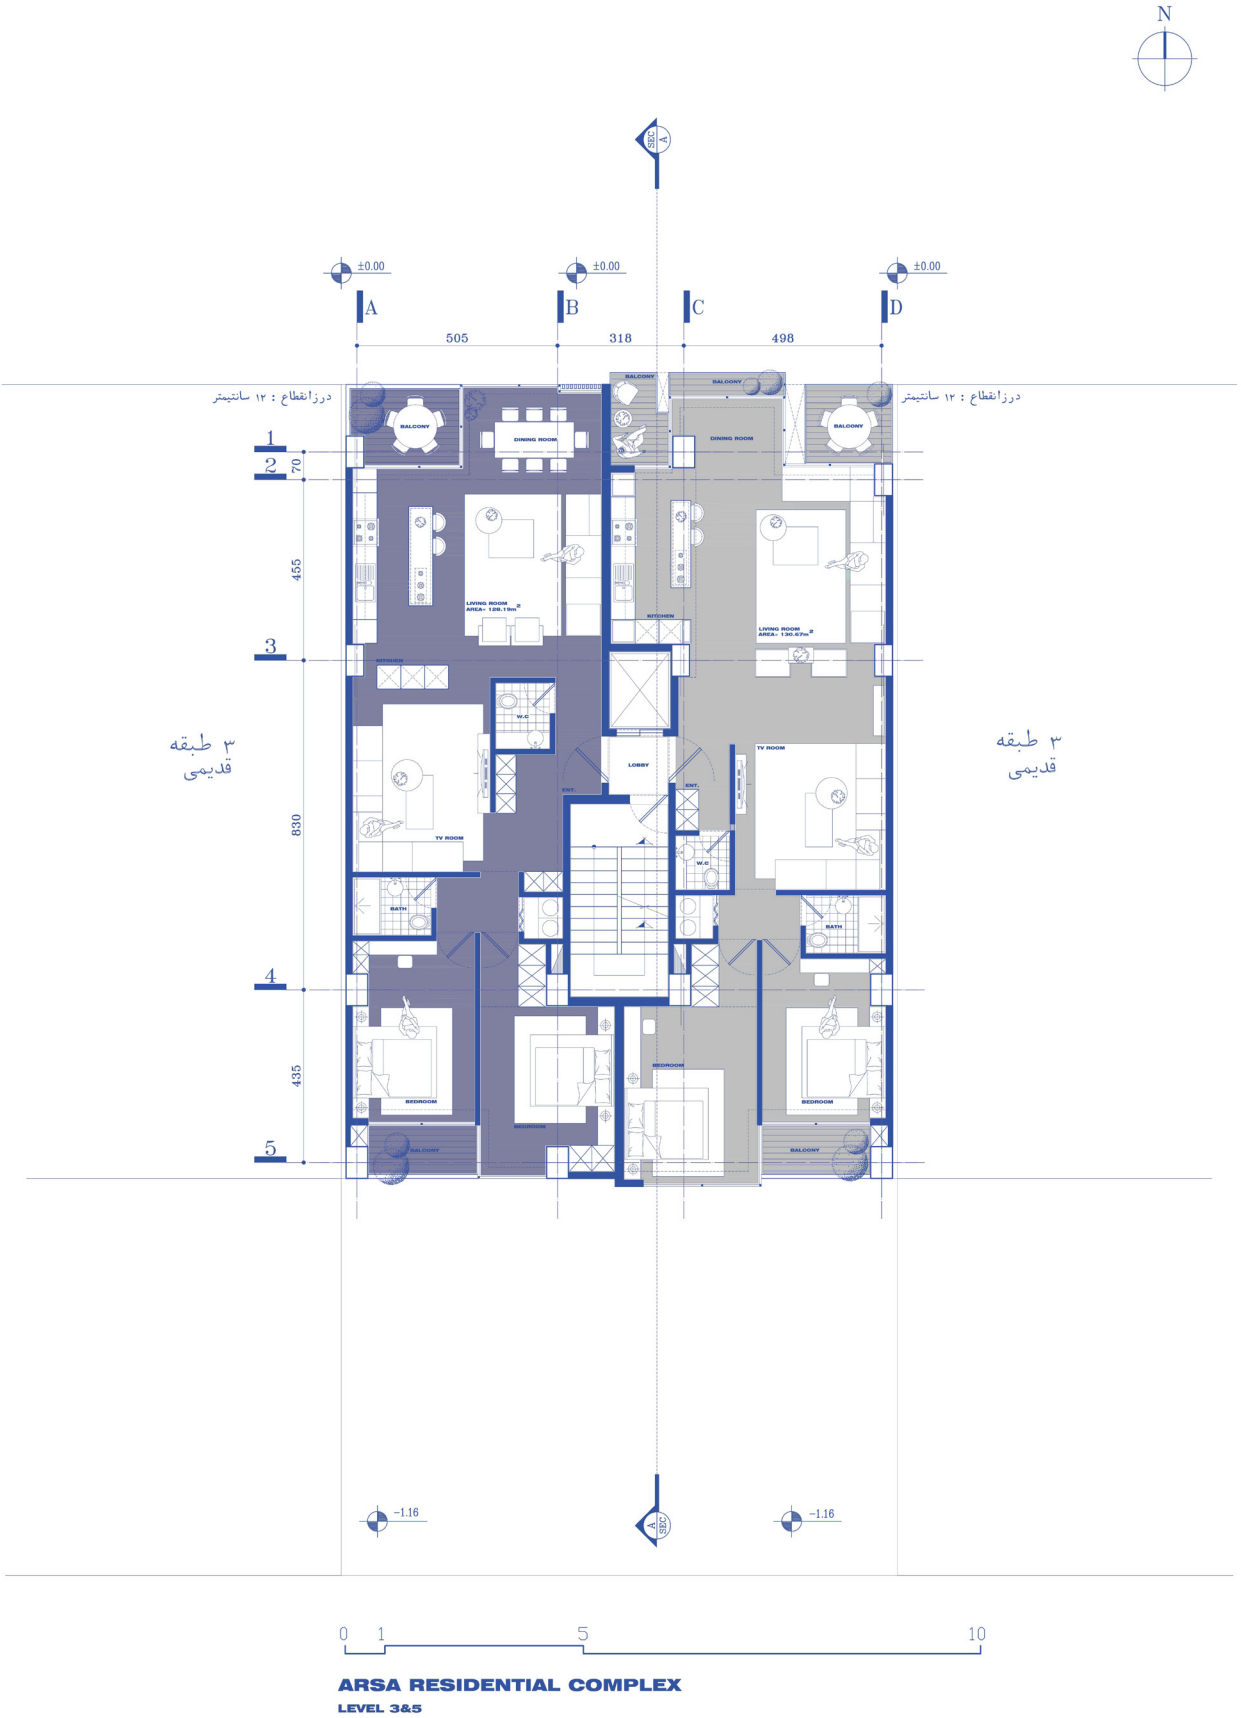 N
SEC
A
±0.00
±0.00
±0.00
A
B
C
D
505
318
498
درزانقطاع : ۱۲ سانتیمتر
درزانقطاع : ۱۲ سانتیمتر
BALCONY
BALCONY
BALCONY
BALCONY
DINING ROOM
DINING ROOM
1
70
2
455
LIVING ROOM
AREA= 128.19m²
KITCHEN
LIVING ROOM
AREA= 130.67m²
3
KITCHEN
W.C
۳ طبقه
قدیمی
۳ طبقه
قدیمی
TV ROOM
LOBBY
ENT.
ENT.
830
TV ROOM
W.C
BATH
BATH
4
435
BEDROOM
BEDROOM
BEDROOM
BEDROOM
5
BALCONY
BALCONY
-1.16
A
SEC
-1.16
0 1 5 10
ARSA RESIDENTIAL COMPLEX
LEVEL 3&5